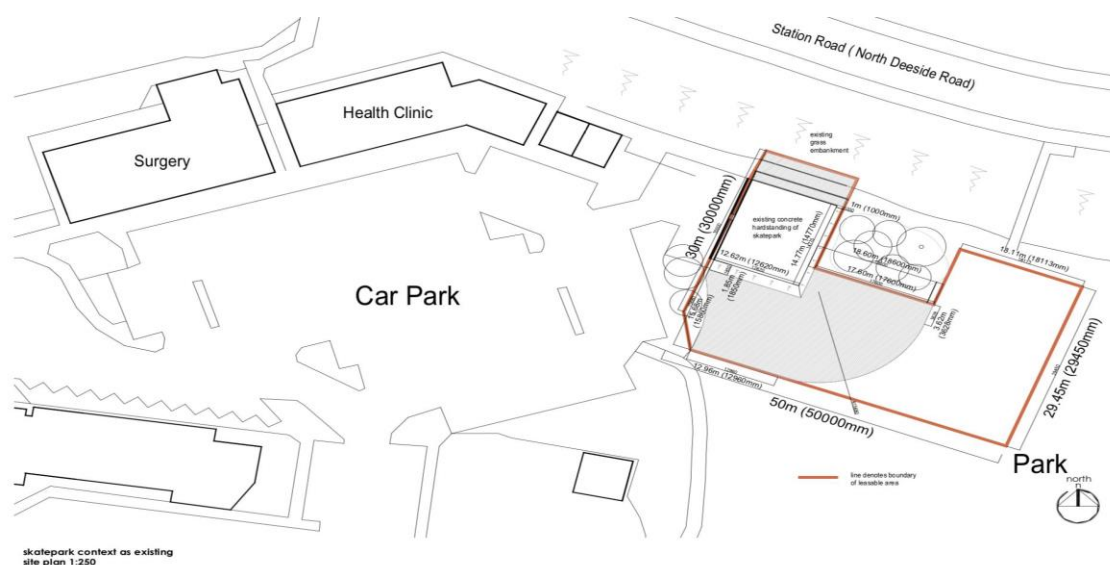 Station Road ( North Deeside Road)
Health Clinic
Surgery
existing
grass
embankment
1m (1000mm)
30m (30000mm)
existing concrete
hardstanding of
skatepark
14.77m (14770mm)
12.62m (12620mm)
1.85m
(1850mm)
18.60m (18600mm)
17.60m (17600mm)
18.11m (18113mm)
3.62m
(3628mm)
Car Park
12.96m (12960mm)
50m (50000mm)
29.45m (29450mm)
Park
north
line denotes boundary
of leasable area
skatepark context as existing
site plan 1:250